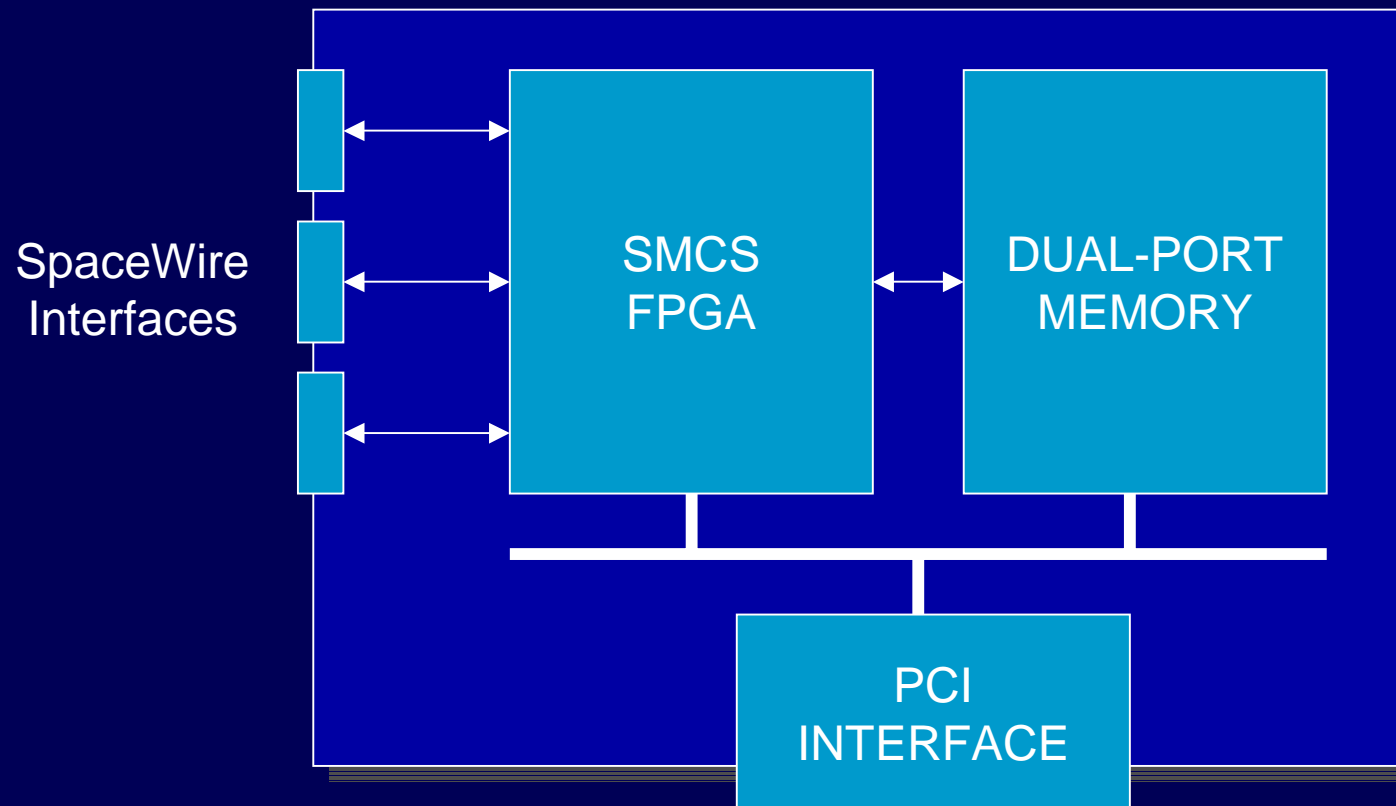 SpaceWire
Interfaces
SMCS
FPGA
DUAL-PORT
MEMORY
PCI
INTERFACE